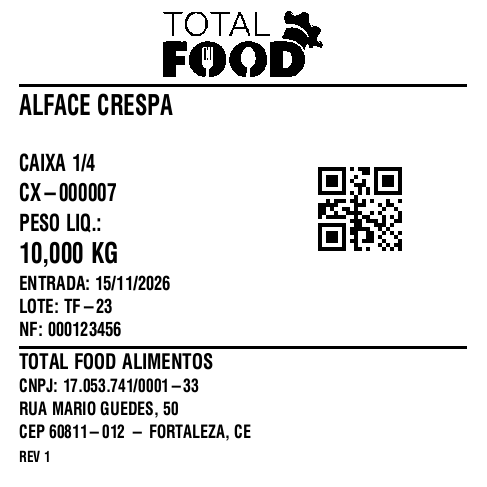 TOTAL
FOOD
ALFACE CRESPA
CAIXA 1/4
CX-000007
PESO LIQ.:
10,000 KG
ENTRADA: 15/11/2026
LOTE: TF-23
NF: 000123456
TOTAL FOOD ALIMENTOS
CNPJ: 17.053.741/0001-33
RUA MARIO GUEDES, 50
CEP 60811-012 - FORTALEZA, CE
REV 1